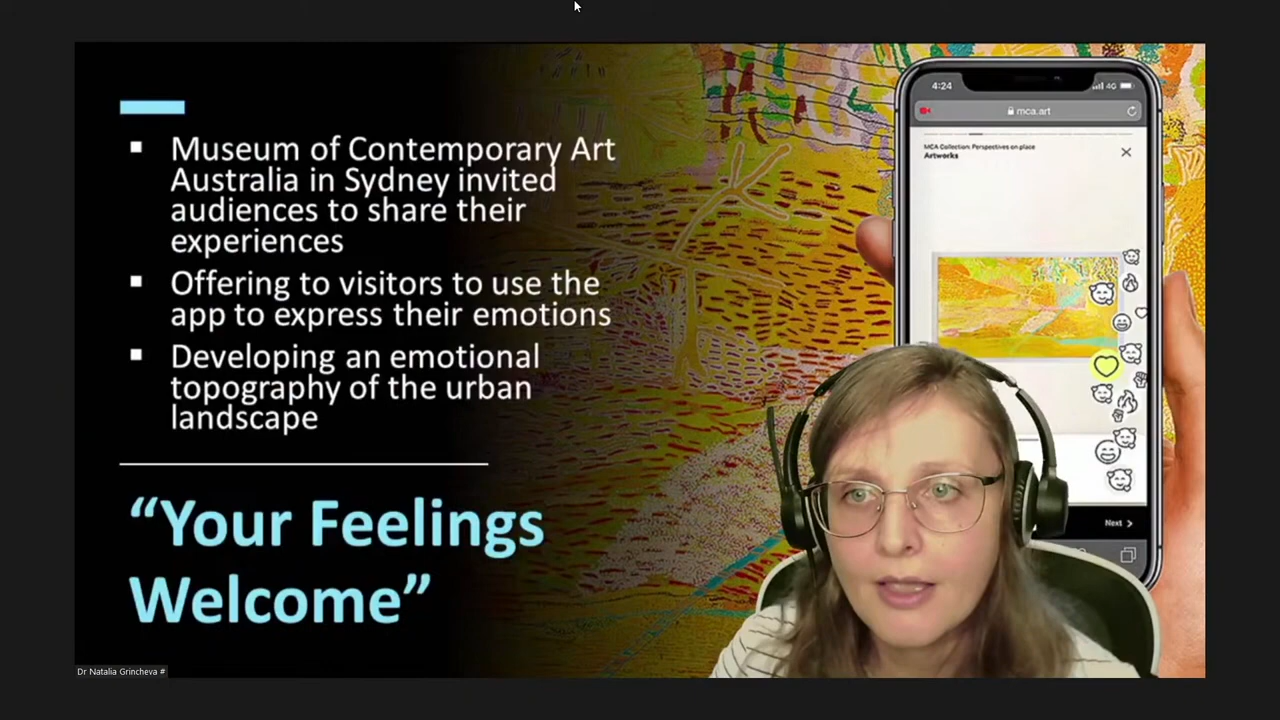 Museum of Contemporary Art
Australia in Sydney invited
audiences to share their
experiences
Offering to visitors to use the
app to express their emotions
Developing an emotional
topography of the urban
landscape
“Your Feelings
Welcome”
4:24
4G
mca.art
MCA Collection: Perspectives on place
Artworks
Next
Dr Natalia Grincheva #